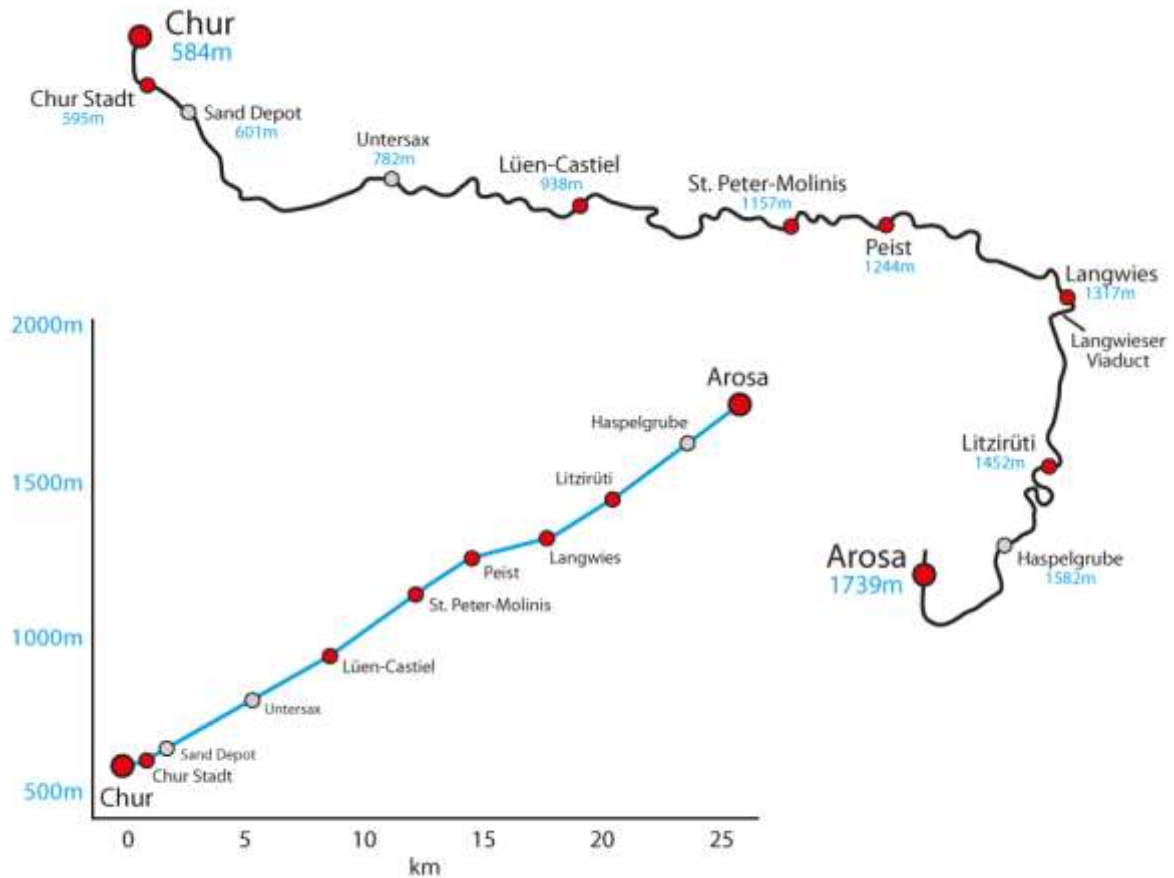 Chur
584m
Chur Stadt
595m
Sand Depot
601m
Untersax
782m
Lüen-Castiel
938m
St. Peter-Molinis
1157m
Peist
1244m
Langwies
1317m
Langwieser
Viaduct
Litzirüti
1452m
Haspelgrube
1582m
Arosa
1739m
2000m
1500m
1000m
500m
Arosa
Haspelgrube
Litzirüti
Langwies
Peist
St. Peter-Molinis
Lüen-Castiel
Untersax
Sand Depot
Chur Stadt
Chur
0 5 10 15 20 25
km